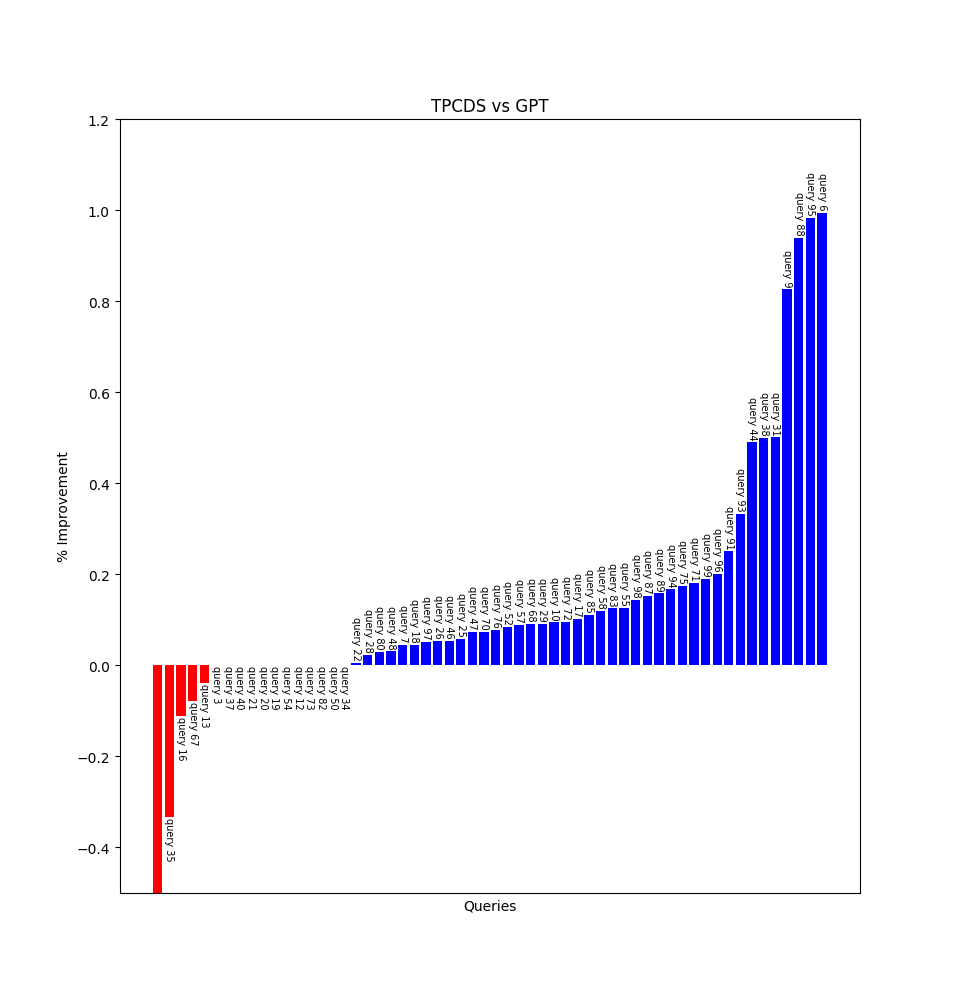 TPCDS vs GPT
1.2
1.0
0.8
0.6
0.4
0.2
0.0
−0.2
−0.4
% Improvement
query 35
query 16
query 67
query 13
query 3
query 37
query 40
query 21
query 20
query 19
query 54
query 12
query 73
query 82
query 50
query 34
query 22
query 28
query 80
query 48
query 7
query 18
query 97
query 26
query 46
query 25
query 47
query 70
query 76
query 52
query 57
query 68
query 29
query 10
query 72
query 17
query 85
query 58
query 83
query 55
query 98
query 87
query 89
query 94
query 75
query 71
query 99
query 96
query 91
query 93
query 44
query 38
query 31
query 9
query 88
query 95
query 6
Queries